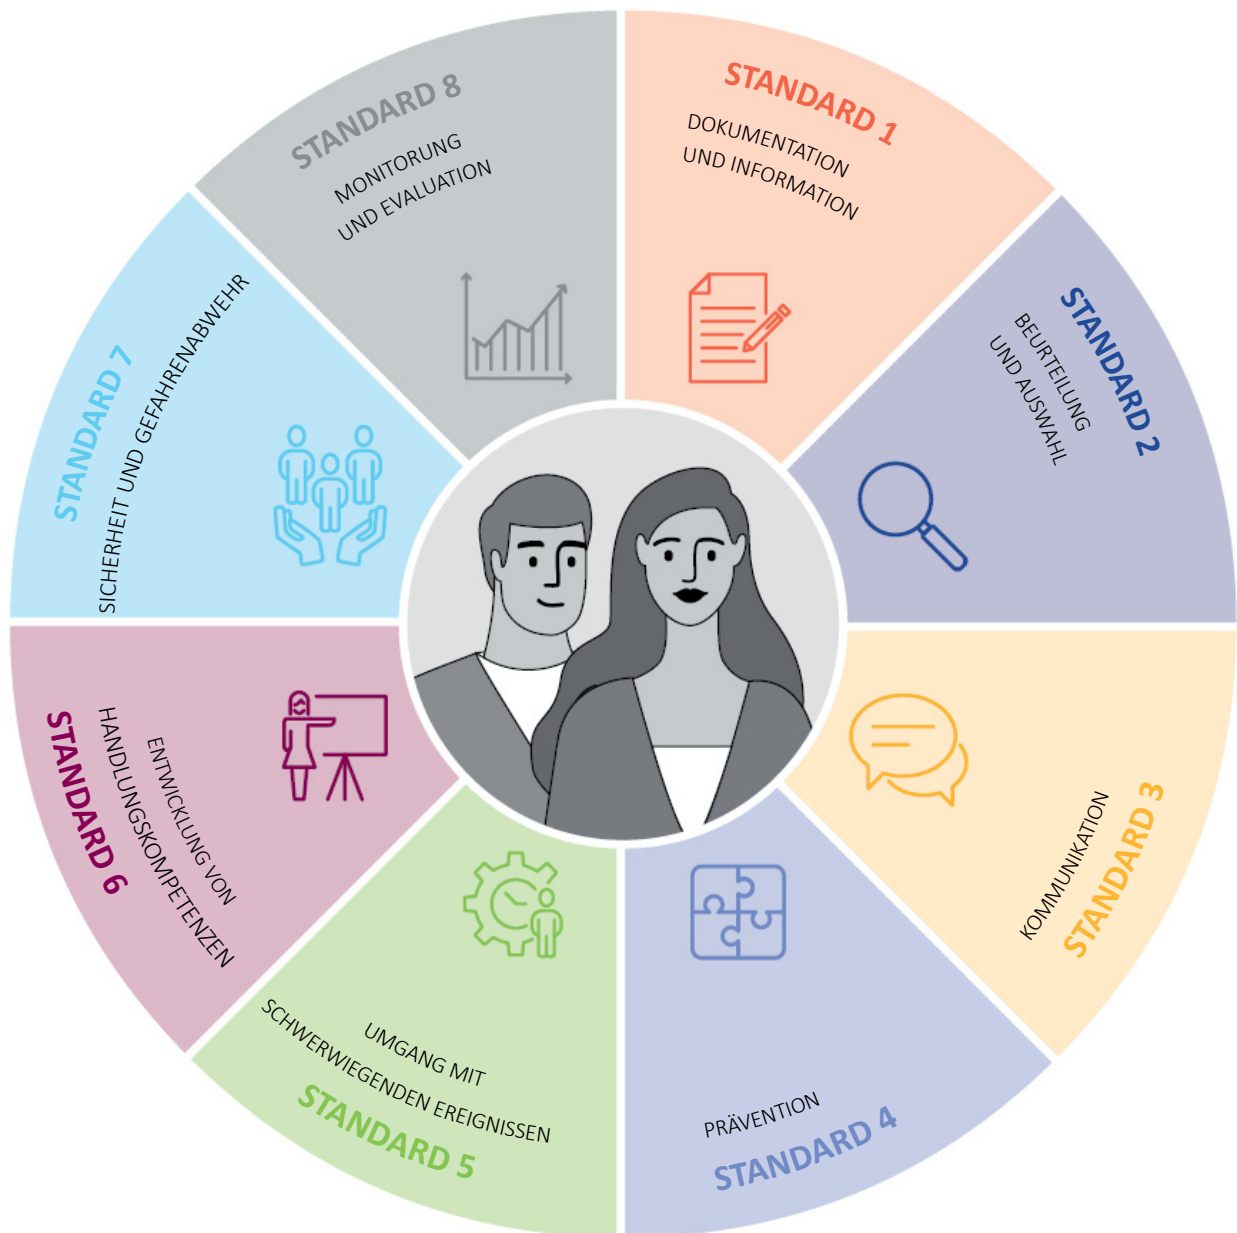 STANDARD 1
DOKUMENTATION
UND INFORMATION
STANDARD 2
BEURTEILUNG
UND AUSWAHL
KOMMUNIKATION
STANDARD 3
PRÄVENTION
STANDARD 4
UMGANG MIT
SCHWERWIEGENDEN EREIGNISSEN
STANDARD 5
ENTWICKLUNG VON
HANDLUNGSKOMPETENZEN
STANDARD 6
STANDARD 7
SICHERHEIT UND GEFAHRENABWEHR
STANDARD 8
MONITORUNG
UND EVALUATION